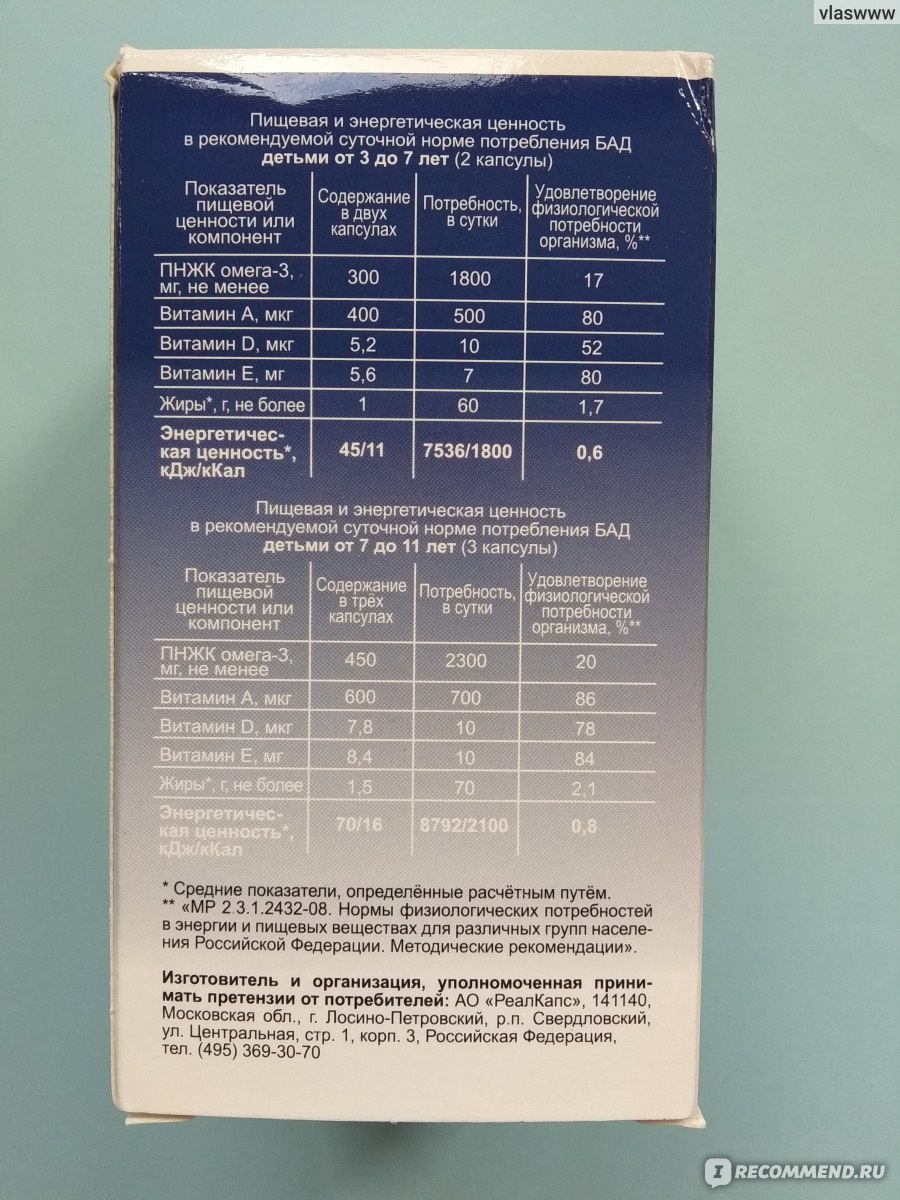 vlaswww
Пищевая и энергетическая ценность
в рекомендуемой суточной норме потребления БАД
детьми от 3 до 7 лет (2 капсулы)
Показатель
пищевой
ценности или
компонент
Содержание
в двух
капсулах
Потребность,
в сутки
Удовлетворение
физиологической
потребности
организма, %**
ПНЖК омега-3,
мг, не менее
300
1800
17
Витамин А, мкг
400
500
80
Витамин D, мкг
5,2
10
52
Витамин Е, мг
5,6
7
80
Жиры*, г, не более
1
60
1,7
Энергетичес-
кая ценность*,
кДж/кКал
45/11
7536/1800
0,6
Пищевая и энергетическая ценность
в рекомендуемой суточной норме потребления БАД
детьми от 7 до 11 лет (3 капсулы)
Показатель
пищевой
ценности или
компонент
Содержание
в трёх
капсулах
Потребность,
в сутки
Удовлетворение
физиологической
потребности
организма, %**
ПНЖК омега-3,
мг, не менее
450
2300
20
Витамин А, мкг
600
700
86
Витамин D, мкг
7,8
10
78
Витамин Е, мг
8,4
10
84
Жиры*, г, не более
1,5
70
2,1
Энергетичес-
кая ценность*,
кДж/кКал
70/16
8792/2100
0,8
* Средние показатели, определённые расчётным путём.
** «МР 2.3.1.2432-08. Нормы физиологических потребностей
в энергии и пищевых веществах для различных групп населе-
ния Российской Федерации. Методические рекомендации».
Изготовитель и организация, уполномоченная прини-
мать претензии от потребителей: АО «РеалКапс», 141140,
Московская обл., г. Лосино-Петровский, р.п. Свердловский,
ул. Центральная, стр. 1, корп. 3, Российская Федерация,
тел. (495) 369-30-70
I RECOMMEND.RU